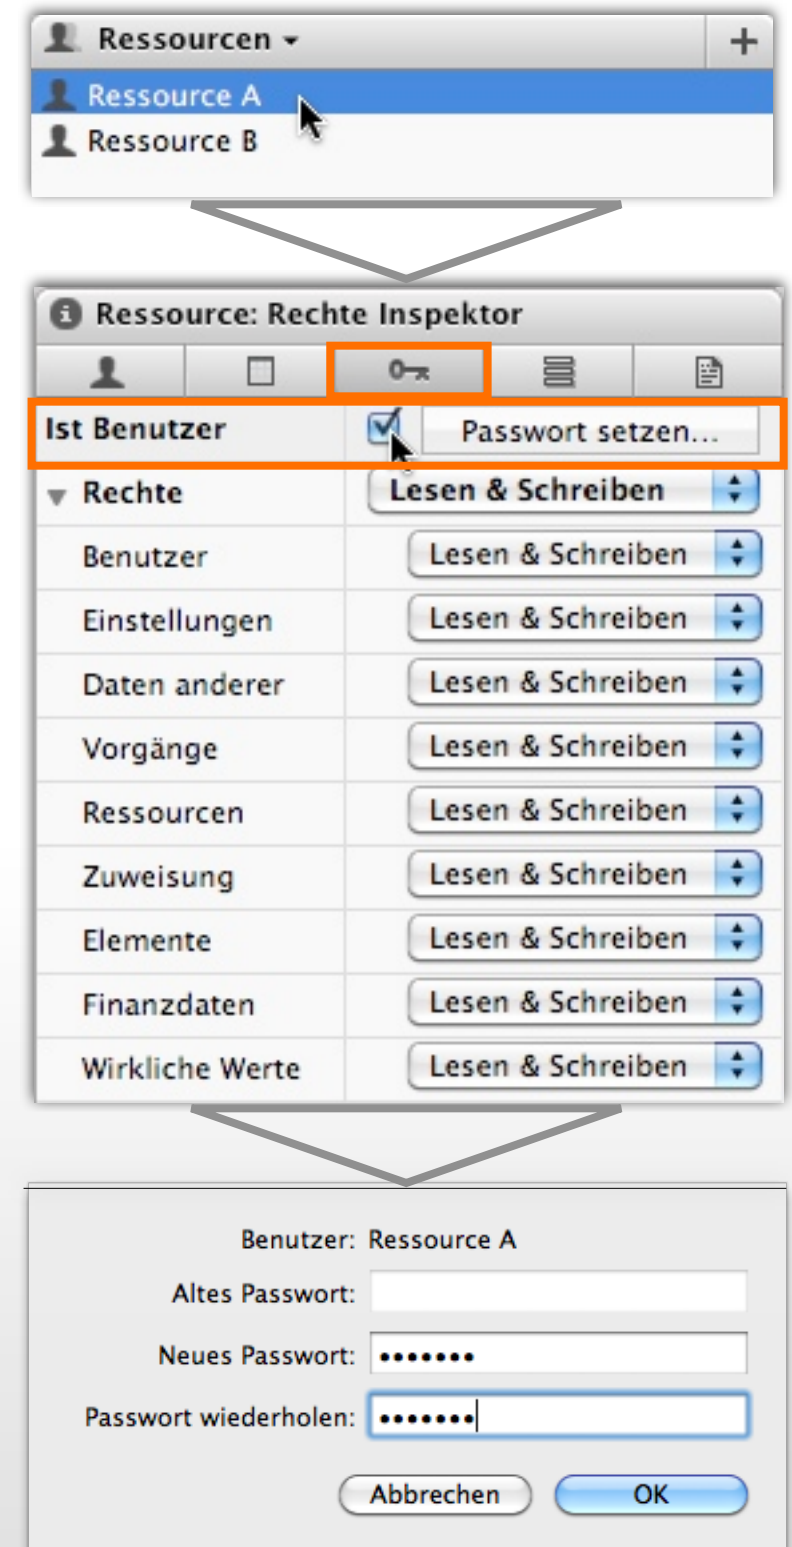 Ressourcen
Ressource A
Ressource B
Ressource: Rechte Inspektor
Ist Benutzer Passwort setzen...
Rechte Lesen & Schreiben
Benutzer Lesen & Schreiben
Einstellungen Lesen & Schreiben
Daten anderer Lesen & Schreiben
Vorgänge Lesen & Schreiben
Ressourcen Lesen & Schreiben
Zuweisung Lesen & Schreiben
Elemente Lesen & Schreiben
Finanzdaten Lesen & Schreiben
Wirkliche Werte Lesen & Schreiben
Benutzer: Ressource A
Altes Passwort:
Neues Passwort: •••••••
Passwort wiederholen: •••••••
Abbrechen OK